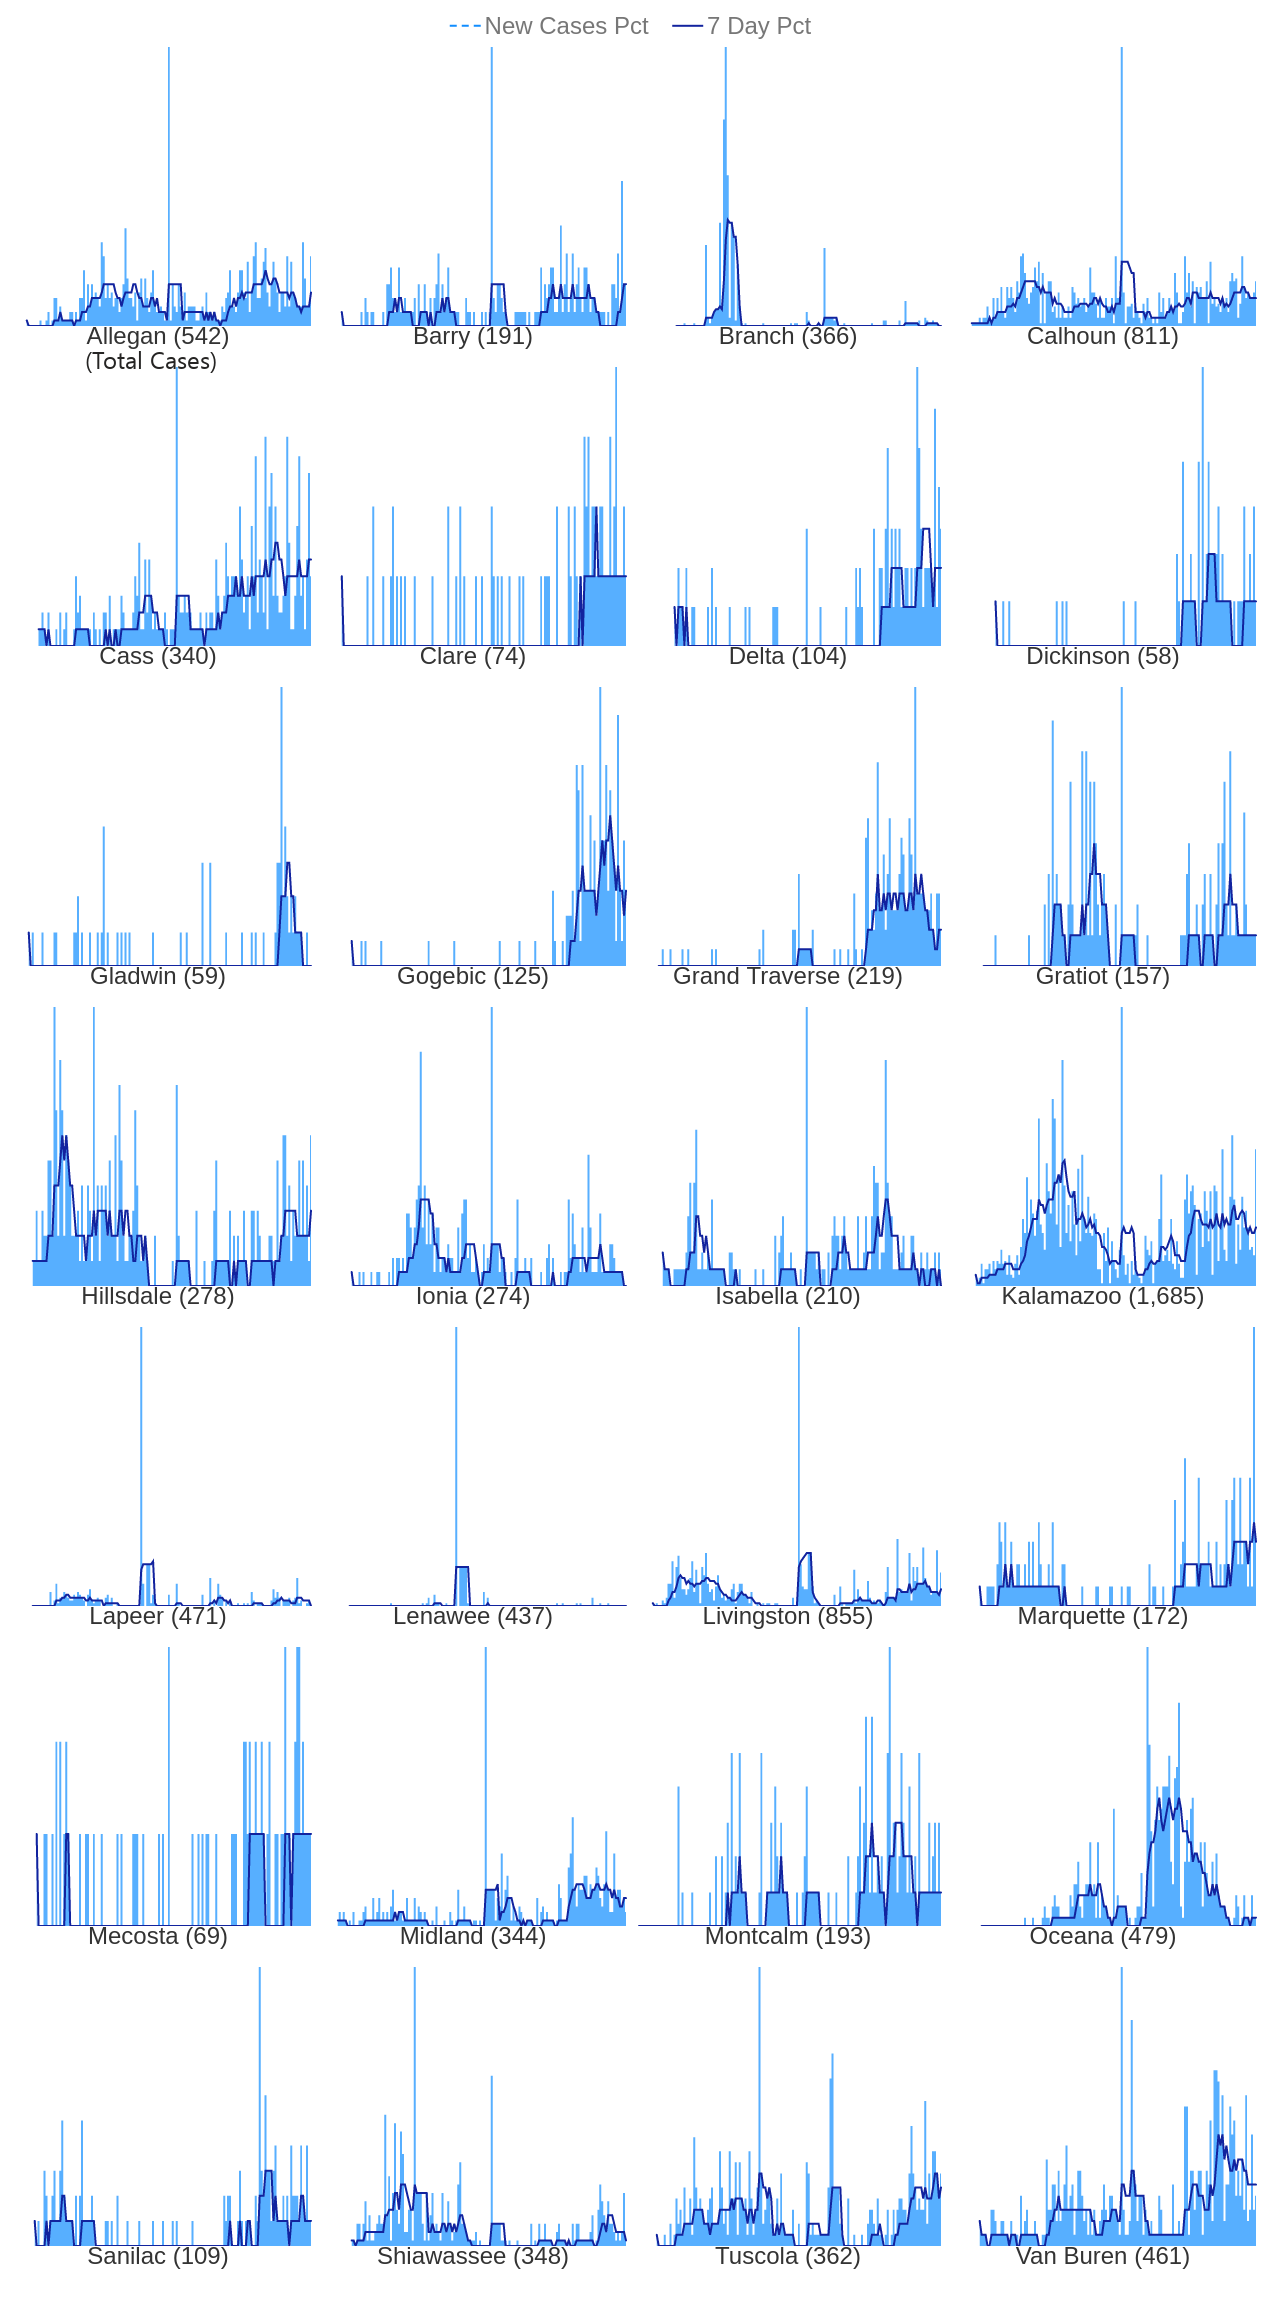 New Cases Pct 7 Day Pct
Allegan (542) Barry (191) Branch (366) Calhoun (811)
(Total Cases)
Cass (340) Clare (74) Delta (104) Dickinson (58)
Gladwin (59) Gogebic (125) Grand Traverse (219) Gratiot (157)
Hillsdale (278) Ionia (274) Isabella (210) Kalamazoo (1,685)
Lapeer (471) Lenawee (437) Livingston (855) Marquette (172)
Mecosta (69) Midland (344) Montcalm (193) Oceana (479)
Sanilac (109) Shiawassee (348) Tuscola (362) Van Buren (461)